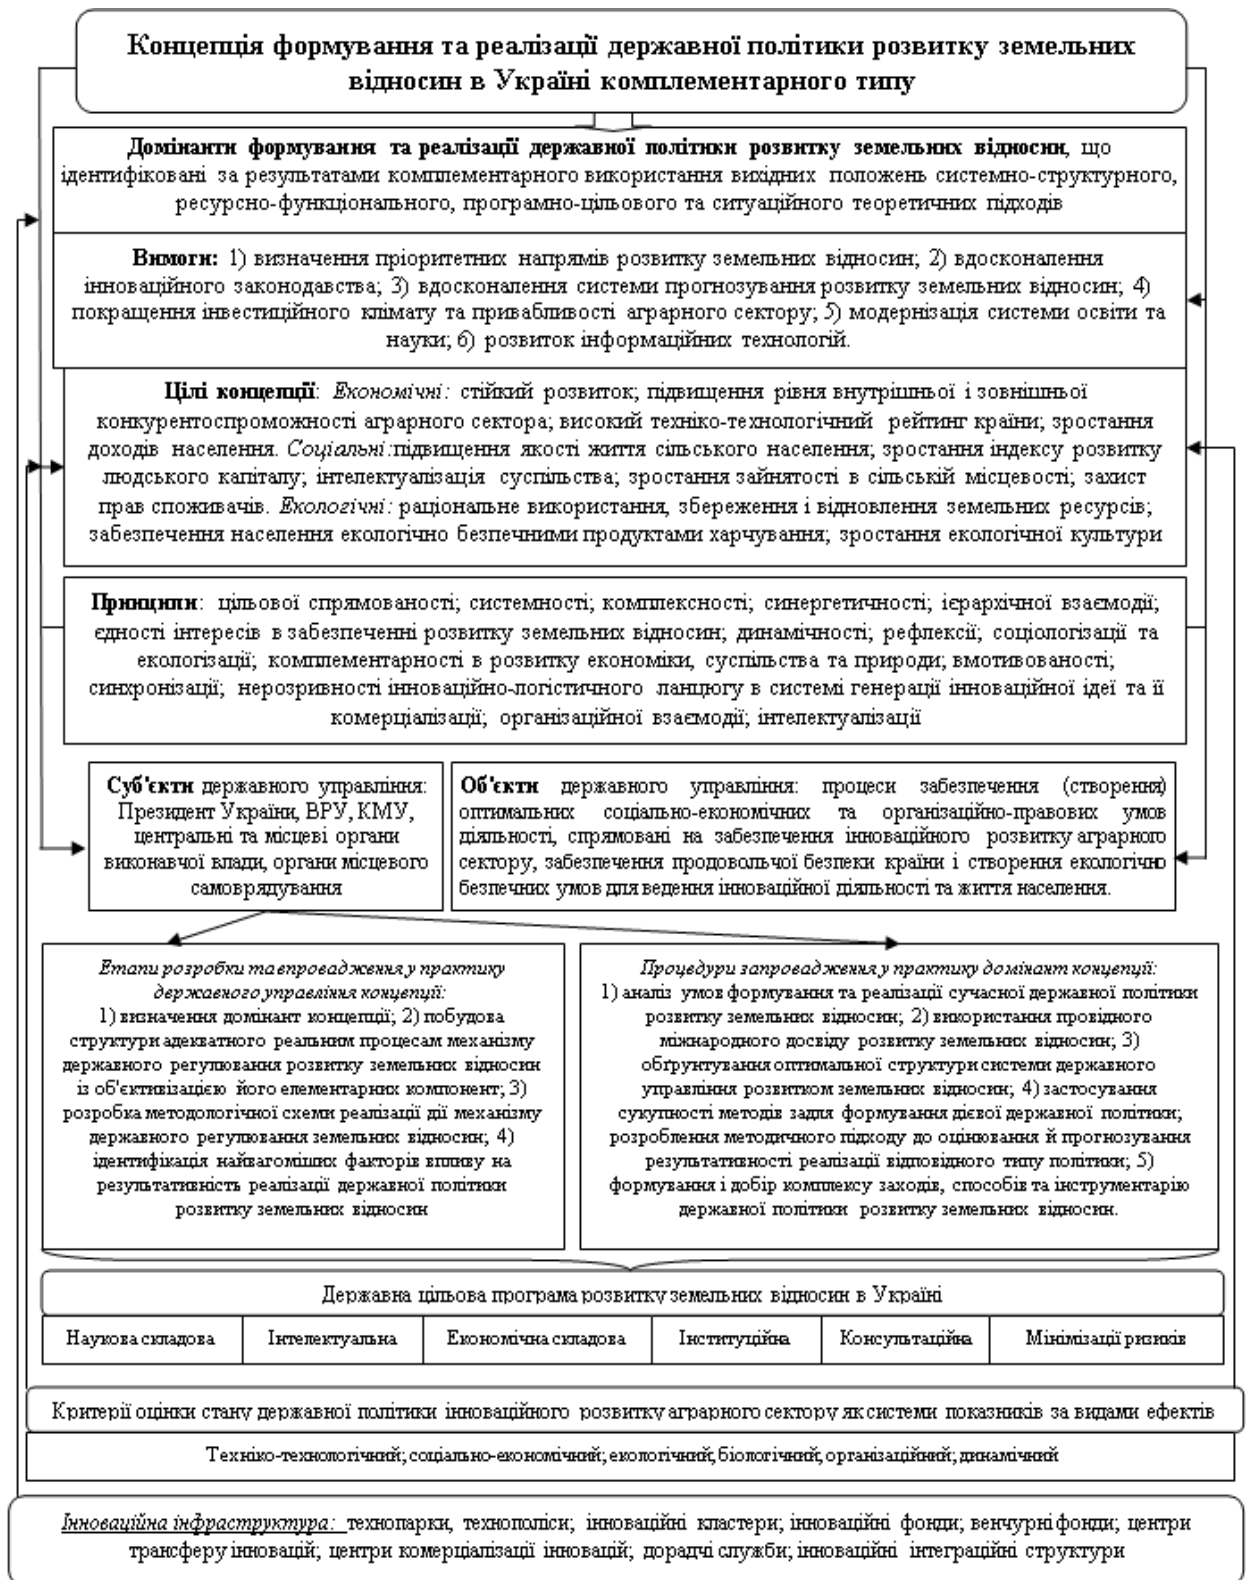 Концепція формування та реалізації державної політики розвитку земельних
відносин в Україні комплементарного типу
Домінанти формування та реалізації державної політики розвитку земельних відносин, що
ідентифіковані за результатами комплементарного використання вихідних положень системно-структурного,
ресурсно-функціонального, програмно-цільового та ситуаційного теоретичних підходів
Вимоги: 1) визначення пріоритетних напрямів розвитку земельних відносин; 2) вдосконалення
інноваційного законодавства; 3) вдосконалення системи прогнозування розвитку земельних відносин; 4)
покращення інвестиційного клімату та привабливості аграрного сектору; 5) модернізація системи освіти та
науки; 6) розвиток інформаційних технологій.
Цілі концепції: Економічні: стійкий розвиток; підвищення рівня внутрішньої і зовнішньої
конкурентоспроможності аграрного сектора; високий техніко-технологічний рейтинг країни; зростання
доходів населення. Соціальні:підвищення якості життя сільського населення; зростання індексу розвитку
людського капіталу; інтелектуалізація суспільства; зростання зайнятості в сільській місцевості; захист
прав споживачів. Екологічні: раціональне використання, збереження і відновлення земельних ресурсів;
забезпечення населення екологічно безпечними продуктами харчування; зростання екологічної культури
Принципи: цільової спрямованості; системності; комплексності; синергетичності; ієрархічної взаємодії;
єдності інтересів в забезпеченні розвитку земельних відносин; динамічності; рефлексії; соціологізації та
екологізації; комплементарності в розвитку економіки, суспільства та природи; вмотивованості;
синхронізації; нерозривності інноваційно-логістичного ланцюгу в системі генерації інноваційної ідеї та її
комерціалізації; організаційної взаємодії; інтелектуалізації
Суб'єкти державного управління:
Президент України, ВРУ, КМУ,
центральні та місцеві органи
виконавчої влади, органи місцевого
самоврядування
Об'єкти державного управління: процеси забезпечення (створення)
оптимальних соціально-економічних та організаційно-правових умов
діяльності, спрямовані на забезпечення інноваційного розвитку аграрного
сектору, забезпечення продовольчої безпеки країни і створення екологічно
безпечних умов для ведення інноваційної діяльності та життя населення.
Етапи розробки та впровадження у практику
державного управління концепції:
1) визначення домінант концепції; 2) побудова
структури адекватного реальним процесам механізму
державного регулювання розвитку земельних відносин
із об'єктивізацією його елементарних компонент; 3)
розробка методологічної схеми реалізації дії механізму
державного регулювання земельних відносин; 4)
ідентифікація найвагоміших факторів впливу на
результативність реалізації державної політики
розвитку земельних відносин
Процедури запровадження у практику домінант концепції:
1) аналіз умов формування та реалізації сучасної державної політики
розвитку земельних відносин; 2) використання провідного
міжнародного досвіду розвитку земельних відносин; 3)
обґрунтування оптимальної структури системи державного
управління розвитком земельних відносин; 4) застосування
сукупності методів задля формування дієвої державної політики;
розроблення методичного підходу до оцінювання й прогнозування
результативності реалізації відповідного типу політики; 5)
формування і добір комплексу заходів, способів та інструментарію
державної політики розвитку земельних відносин.
Державна цільова програма розвитку земельних відносин в Україні
Наукова складова
Інтелектуальна
Економічна складова
Інституційна
Консультаційна
Мінімізації ризиків
Критерії оцінки стану державної політики інноваційного розвитку аграрного сектору як системи показників за видами ефектів
Техніко-технологічний; соціально-економічний; екологічний; біологічний; організаційний; динамічний
Інноваційна інфраструктура: технопарки, технополіси; інноваційні кластери; інноваційні фонди; венчурні фонди; центри
трансферу інновацій; центри комерціалізації інновацій; дорадчі служби; інноваційні інтеграційні структури